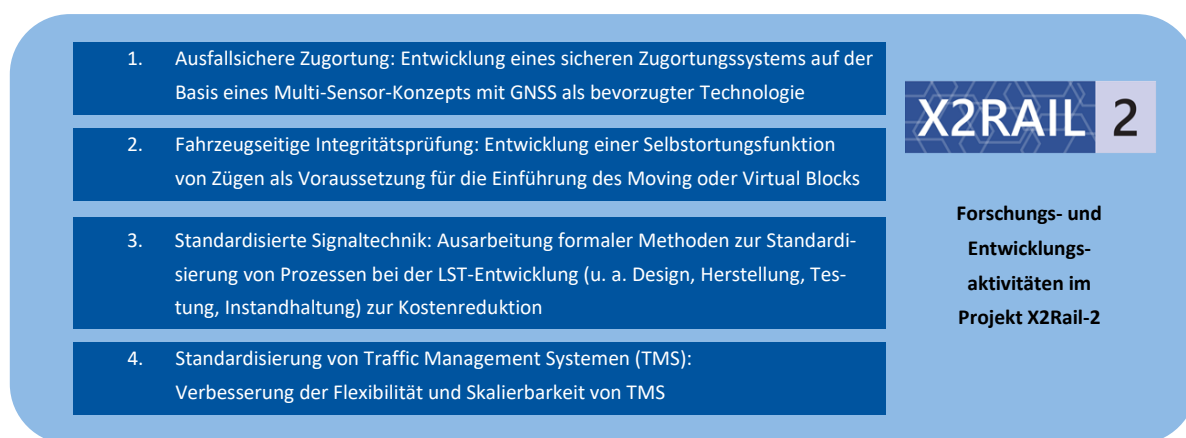 1. Ausfallsichere Zugortung: Entwicklung eines sicheren Zugortungssystems auf der
Basis eines Multi-Sensor-Konzepts mit GNSS als bevorzugter Technologie
2. Fahrzeugseitige Integritätsprüfung: Entwicklung einer Selbstortungsfunktion
von Zügen als Voraussetzung für die Einführung des Moving oder Virtual Blocks
3. Standardisierte Signaltechnik: Ausarbeitung formaler Methoden zur Standardi-
sierung von Prozessen bei der LST-Entwicklung (u. a. Design, Herstellung, Tes-
tung, Instandhaltung) zur Kostenreduktion
4. Standardisierung von Traffic Management Systemen (TMS):
Verbesserung der Flexibilität und Skalierbarkeit von TMS
X2RAIL 2
Forschungs- und
Entwicklungs-
aktivitäten im
Projekt X2Rail-2